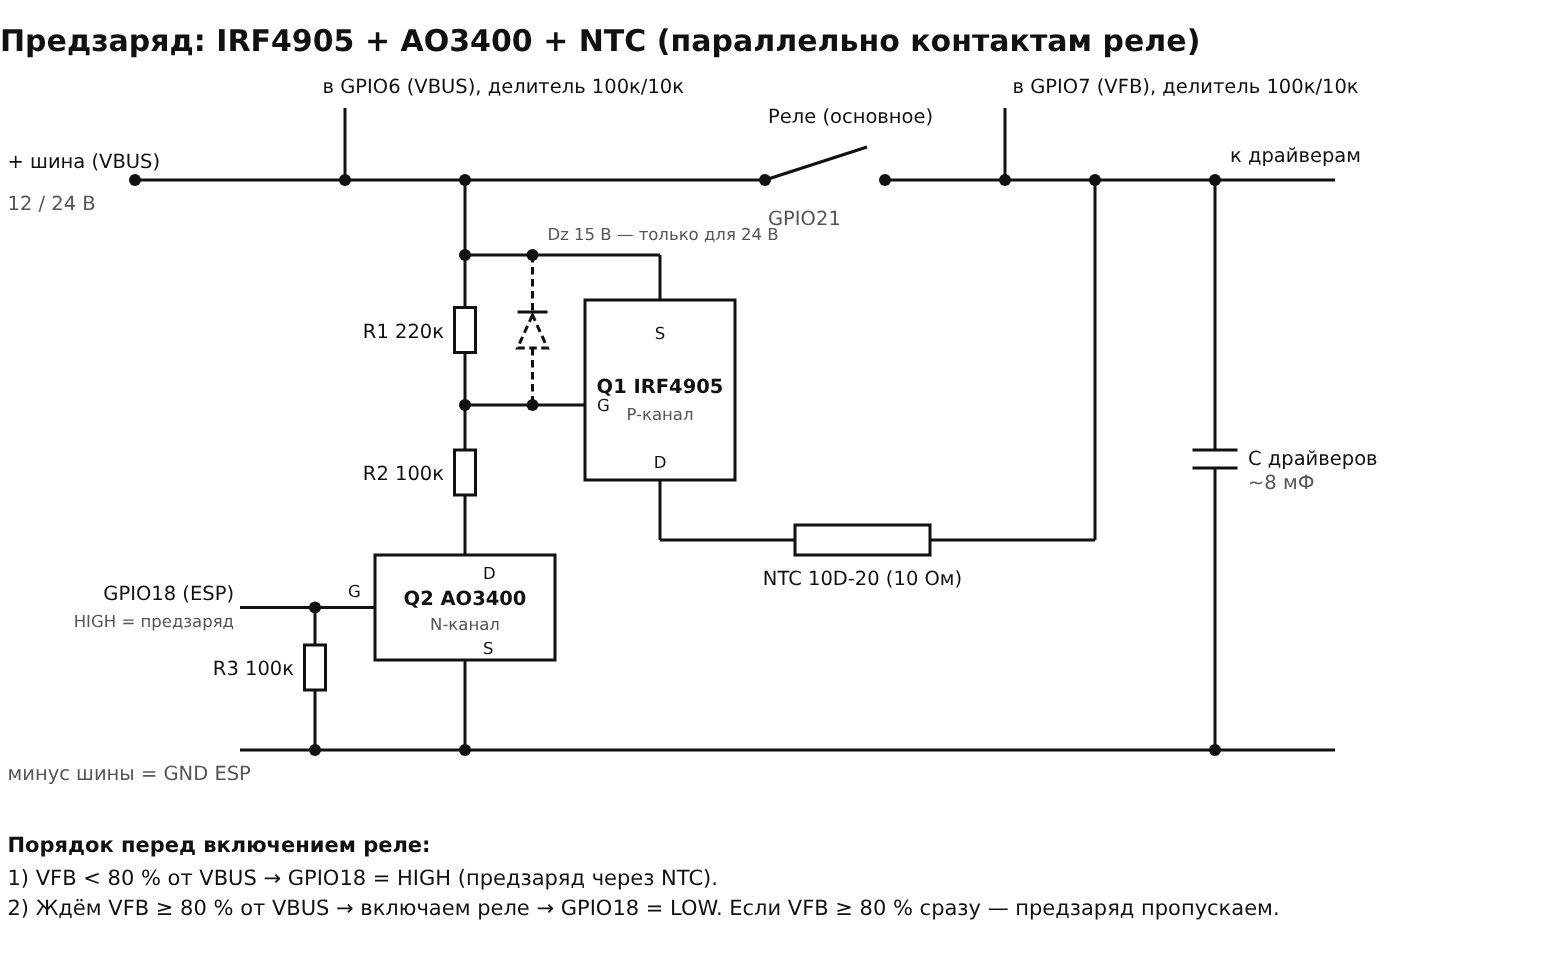 Предзаряд: IRF4905 + AO3400 + NTC (параллельно контактам реле)
в GPIO6 (VBUS), делитель 100к/10к
в GPIO7 (VFB), делитель 100к/10к
Реле (основное)
+ шина (VBUS)
к драйверам
12 / 24 В
GPIO21
Dz 15 В — только для 24 В
R1 220к
S
Q1 IRF4905
G
P-канал
D
R2 100к
С драйверов
~8 мФ
NTC 10D-20 (10 Ом)
GPIO18 (ESP)
HIGH = предзаряд
G
D
Q2 AO3400
N-канал
S
R3 100к
минус шины = GND ESP
Порядок перед включением реле:
1) VFB < 80 % от VBUS → GPIO18 = HIGH (предзаряд через NTC).
2) Ждём VFB ≥ 80 % от VBUS → включаем реле → GPIO18 = LOW. Если VFB ≥ 80 % сразу — предзаряд пропускаем.